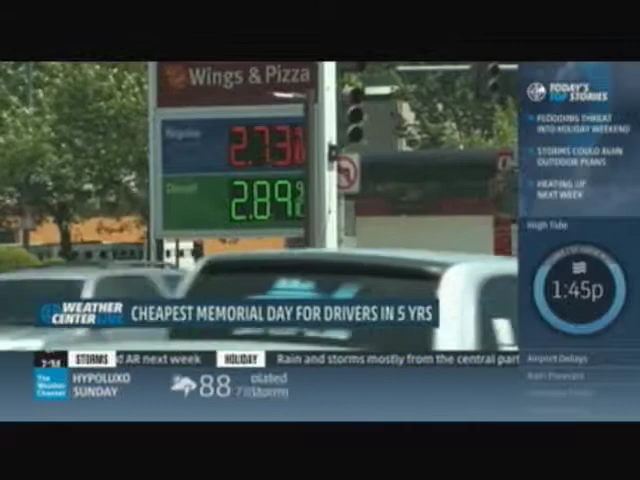 Wings & Pizza
Regular
2.73
Diesel
2.89
TODAY'S
TOP STORIES
FLOODING THREAT
INTO HOLIDAY WEEKEND
STORMS COULD RUIN
OUTDOOR PLANS
HEATING UP
NEXT WEEK
High Tide
1:45p
Airport Delays
WEATHER
CENTER LIVE
CHEAPEST MEMORIAL DAY FOR DRIVERS IN 5 YRS
STORMS
d AR next week
HOLIDAY
Rain and storms mostly from the central part
The
Weather
Channel
HYPOLUXO
SUNDAY
88